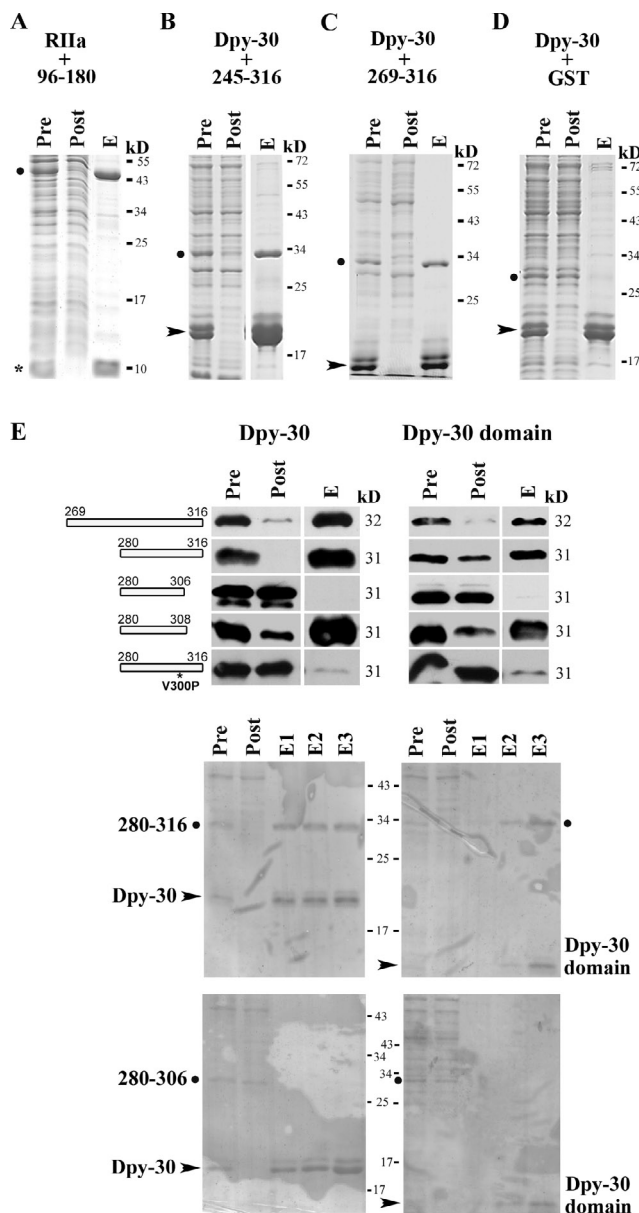 A
RIIa
+
96-180
Pre
Post
E
kD
55
43
34
25
17
10
*
B
Dpy-30
+
245-316
Pre
Post
E
kD
72
55
43
34
25
17
C
Dpy-30
+
269-316
Pre
Post
E
kD
72
55
43
34
25
D
Dpy-30
+
GST
Pre
Post
E
kD
72
55
43
34
25
17
E
Dpy-30
Dpy-30 domain
Pre
Post
E
kD
Pre
Post
E
kD
269 316
32
32
280 316
31
31
280 306
31
31
280 308
31
31
280 316
*
V300P
31
31
Pre
Post
E1
E2
E3
Pre
Post
E1
E2
E3
43
280-316
34
25
Dpy-30
17
Dpy-30
domain
43
34
280-306
34
25
Dpy-30
17
17
Dpy-30
domain